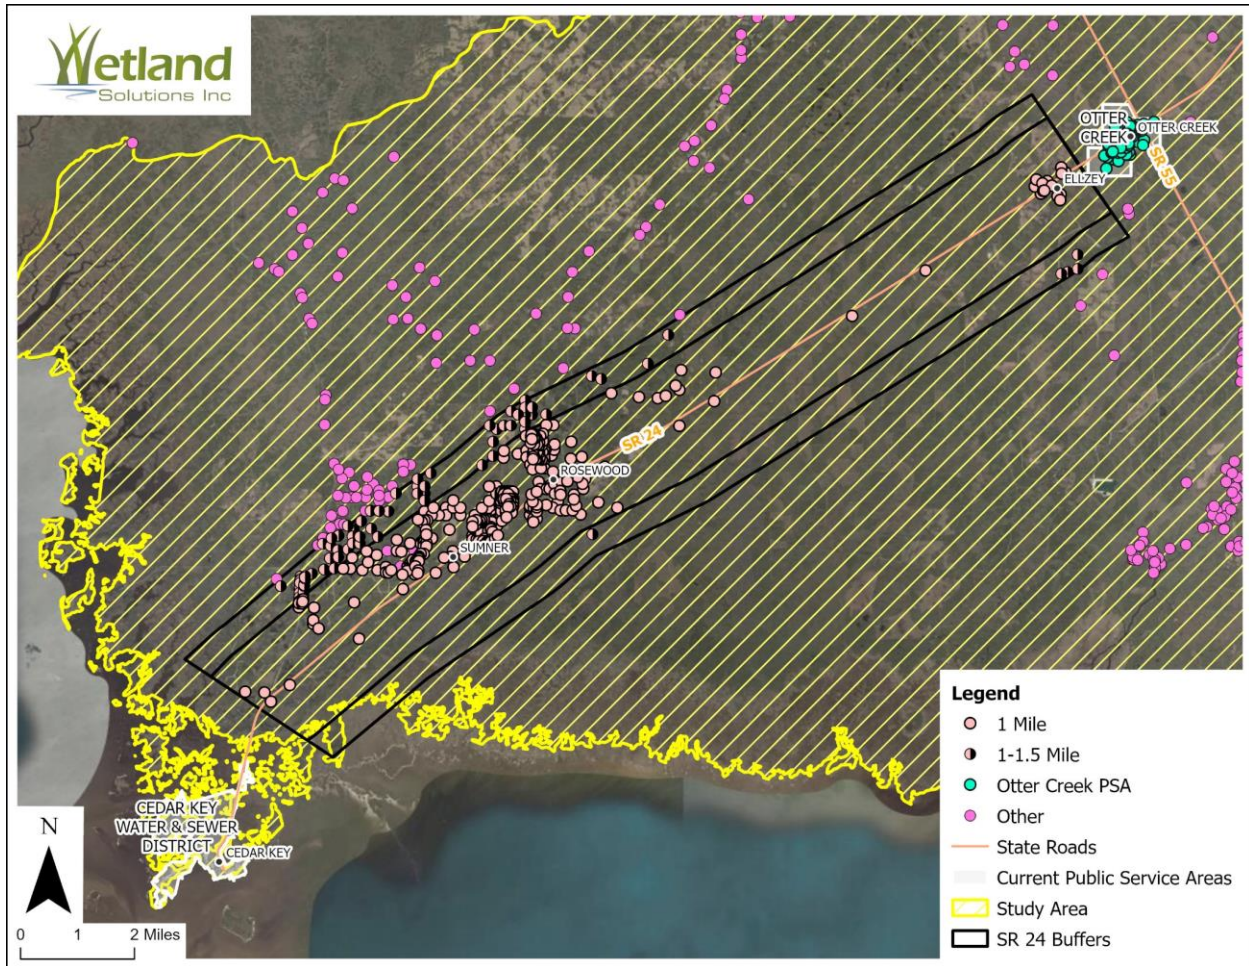 Wetland
Solutions Inc
OTTER
CREEK
OTTER CREEK
SR 55
ELLZEY
SR 24
ROSEWOOD
SUMNER
CEDAR KEY
WATER & SEWER
DISTRICT
CEDAR KEY
N
0 1 2 Miles
Legend
1 Mile
1-1.5 Mile
Otter Creek PSA
Other
State Roads
Current Public Service Areas
Study Area
SR 24 Buffers